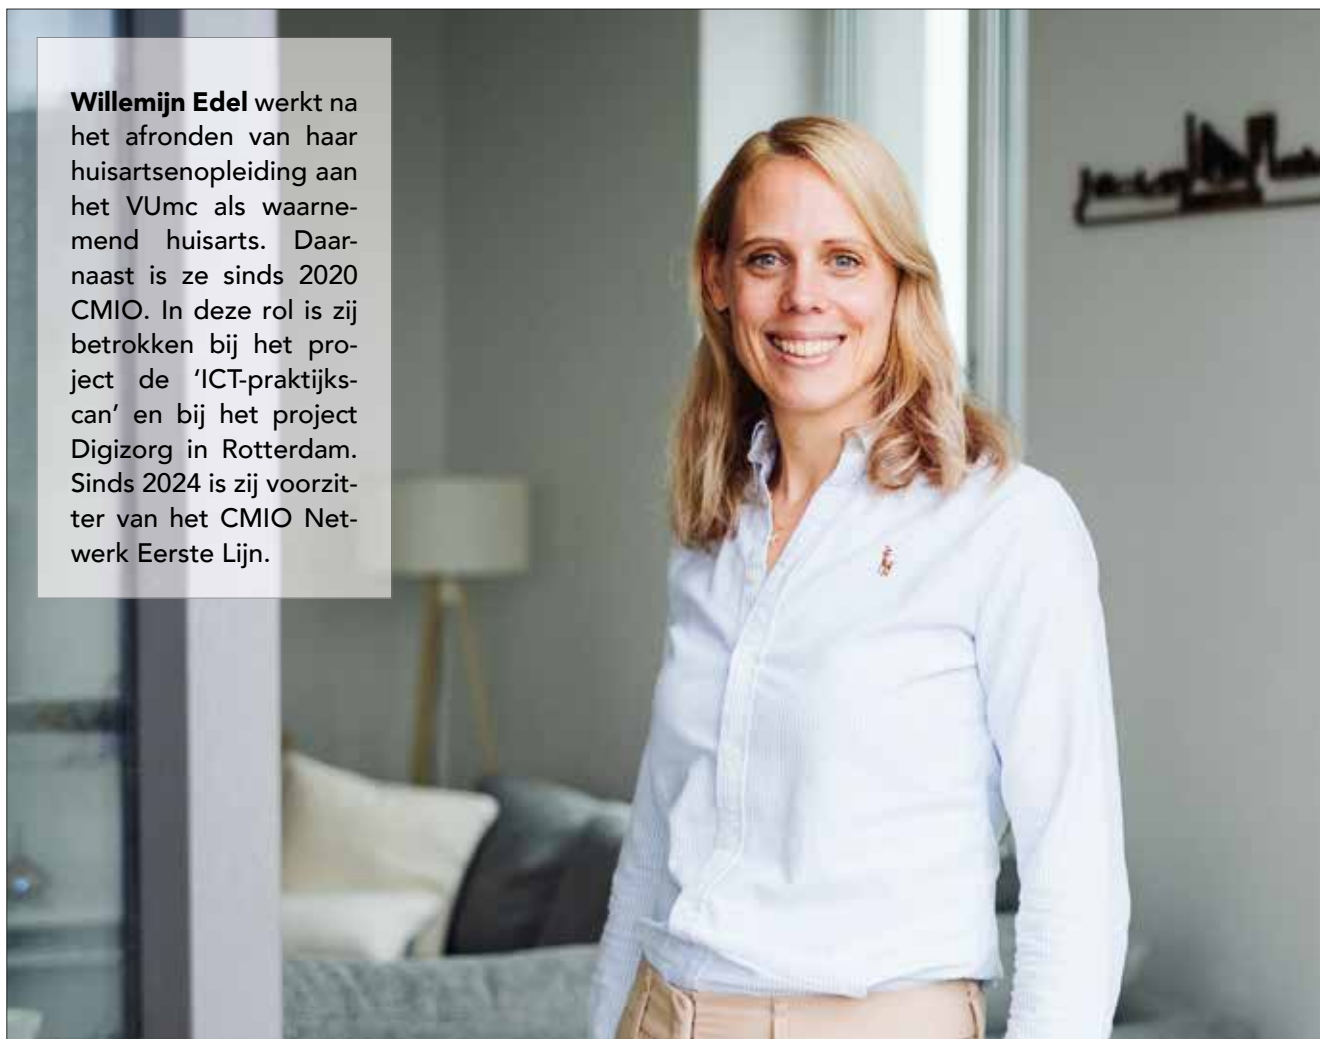 Willemijn Edel werkt na
het afronden van haar
huisartsenopleiding aan
het VUmc als waarne-
mend huisarts. Daar-
naast is ze sinds 2020
CMIO. In deze rol is zij
betrokken bij het pro-
ject de ‘ICT-praktijks-
can’ en bij het project
Digizorg in Rotterdam.
Sinds 2024 is zij voorzit-
ter van het CMIO Net-
werk Eerste Lijn.